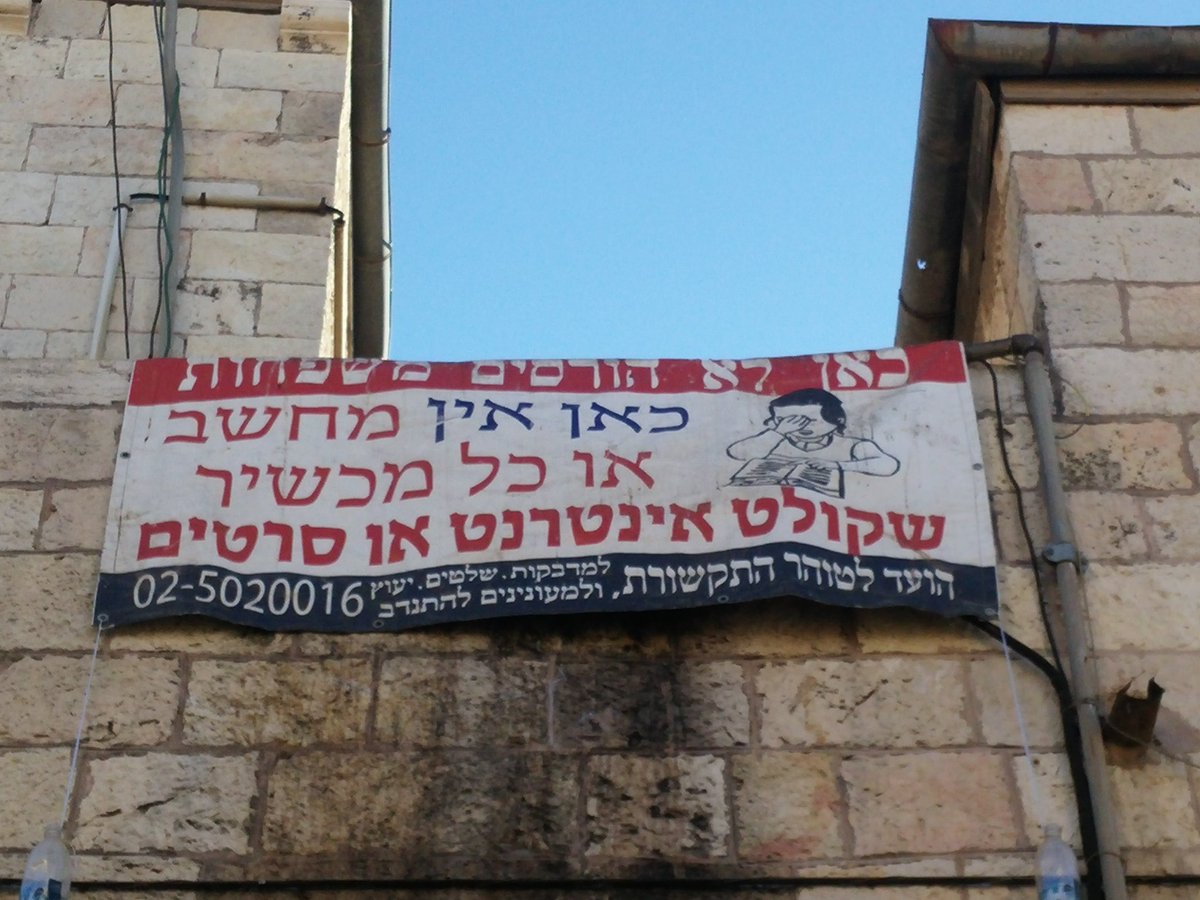 כאן לא הורסים משפחות
כאן אין מחשב
או כל מכשיר
שקולט אינטרנט או סרטים
הועד לטוהר התקשורת,
למדבקות. שלטים. יעוץ
ולמעונינים להתנדב
02-5020016